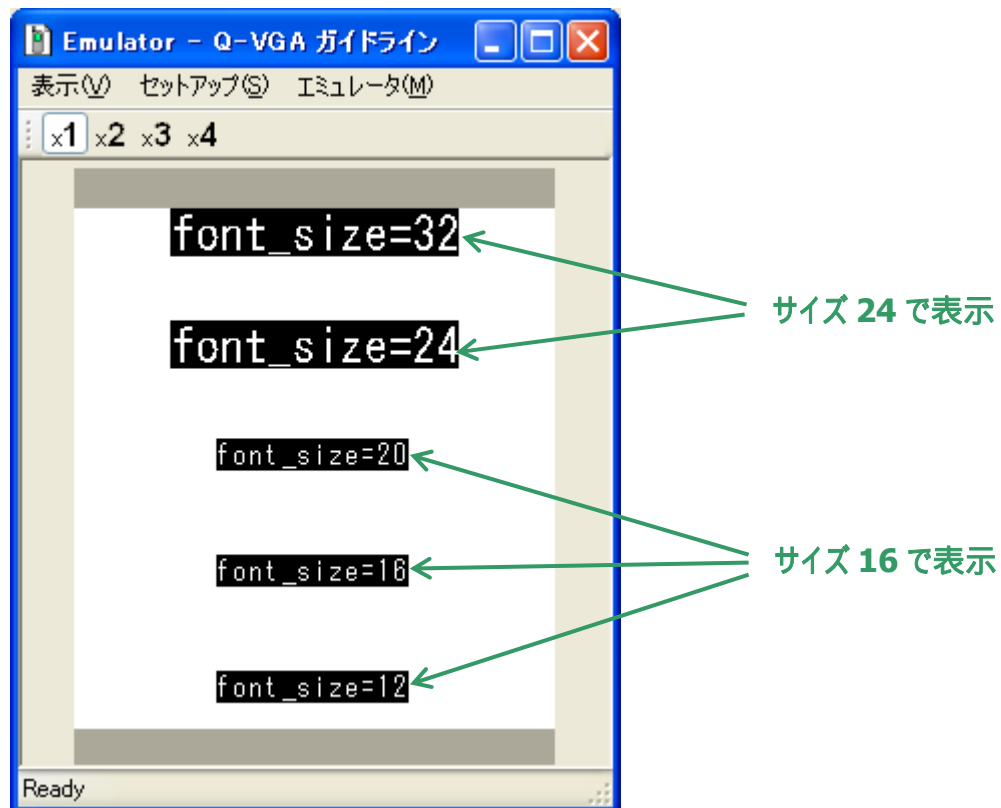 Emulator - Q-VGA ガイドライン
表示(V) セットアップ(S) エミュレータ(M)
x1 x2 x3 x4
font_size=32
サイズ 24 で表示
font_size=24
font_size=20
サイズ 16 で表示
font_size=16
font_size=12
Ready